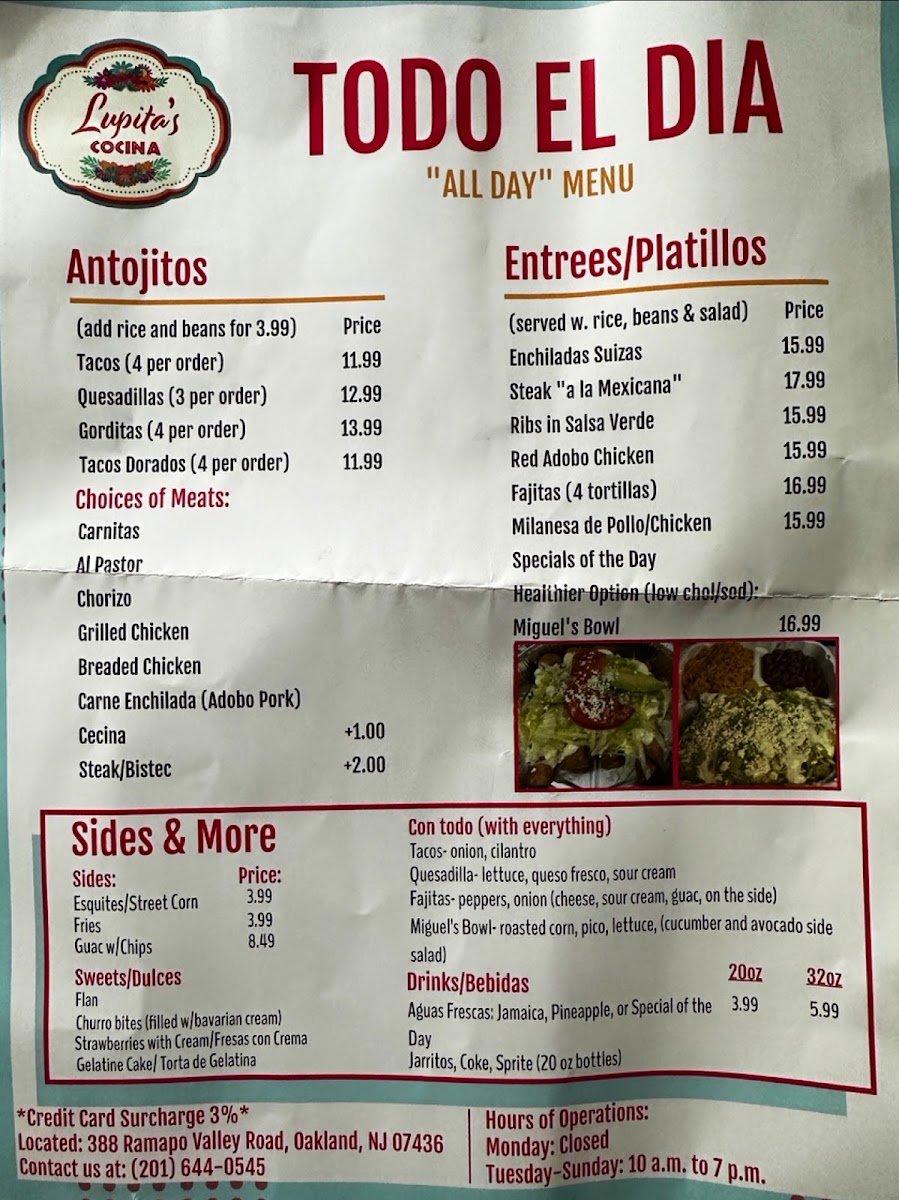 Lupita's
COCINA
TODO EL DIA
"ALL DAY" MENU
Antojitos
(add rice and beans for 3.99) Price
Tacos (4 per order) 11.99
Quesadillas (3 per order) 12.99
Gorditas (4 per order) 13.99
Tacos Dorados (4 per order) 11.99
Choices of Meats:
Carnitas
Al Pastor
Chorizo
Grilled Chicken
Breaded Chicken
Carne Enchilada (Adobo Pork)
Cecina +1.00
Steak/Bistec +2.00
Entrees/Platillos
(served w. rice, beans & salad) Price
Enchiladas Suizas 15.99
Steak "a la Mexicana" 17.99
Ribs in Salsa Verde 15.99
Red Adobo Chicken 15.99
Fajitas (4 tortillas) 16.99
Milanesa de Pollo/Chicken 15.99
Specials of the Day
Healthier Option (low chol/sod):
Miguel's Bowl 16.99
Sides & More
Sides: Price:
Esquites/Street Corn 3.99
Fries 3.99
Guac w/Chips 8.49
Sweets/Dulces
Flan
Churro bites (filled w/bavarian cream)
Strawberries with Cream/Fresas con Crema
Gelatine Cake/ Torta de Gelatina
Con todo (with everything)
Tacos- onion, cilantro
Quesadilla- lettuce, queso fresco, sour cream
Fajitas- peppers, onion (cheese, sour cream, guac, on the side)
Miguel's Bowl- roasted corn, pico, lettuce, (cucumber and avocado side
salad)
Drinks/Bebidas 20oz 32oz
Aguas Frescas: Jamaica, Pineapple, or Special of the 3.99 5.99
Day
Jarritos, Coke, Sprite (20 oz bottles)
*Credit Card Surcharge 3%*
Located: 388 Ramapo Valley Road, Oakland, NJ 07436
Contact us at: (201) 644-0545
Hours of Operations:
Monday: Closed
Tuesday-Sunday: 10 a.m. to 7 p.m.